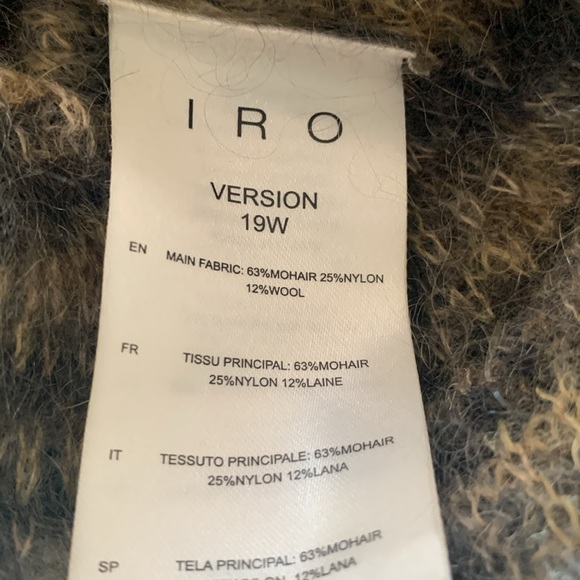 IRO
VERSION
19W
EN
MAIN FABRIC: 63%MOHAIR 25%NYLON
12%WOOL
FR
TISSU PRINCIPAL: 63%MOHAIR
25%NYLON 12%LAINE
IT
TESSUTO PRINCIPALE: 63%MOHAIR
25%NYLON 12%LANA
SP
TELA PRINCIPAL: 63%MOHAIR
12%LANA